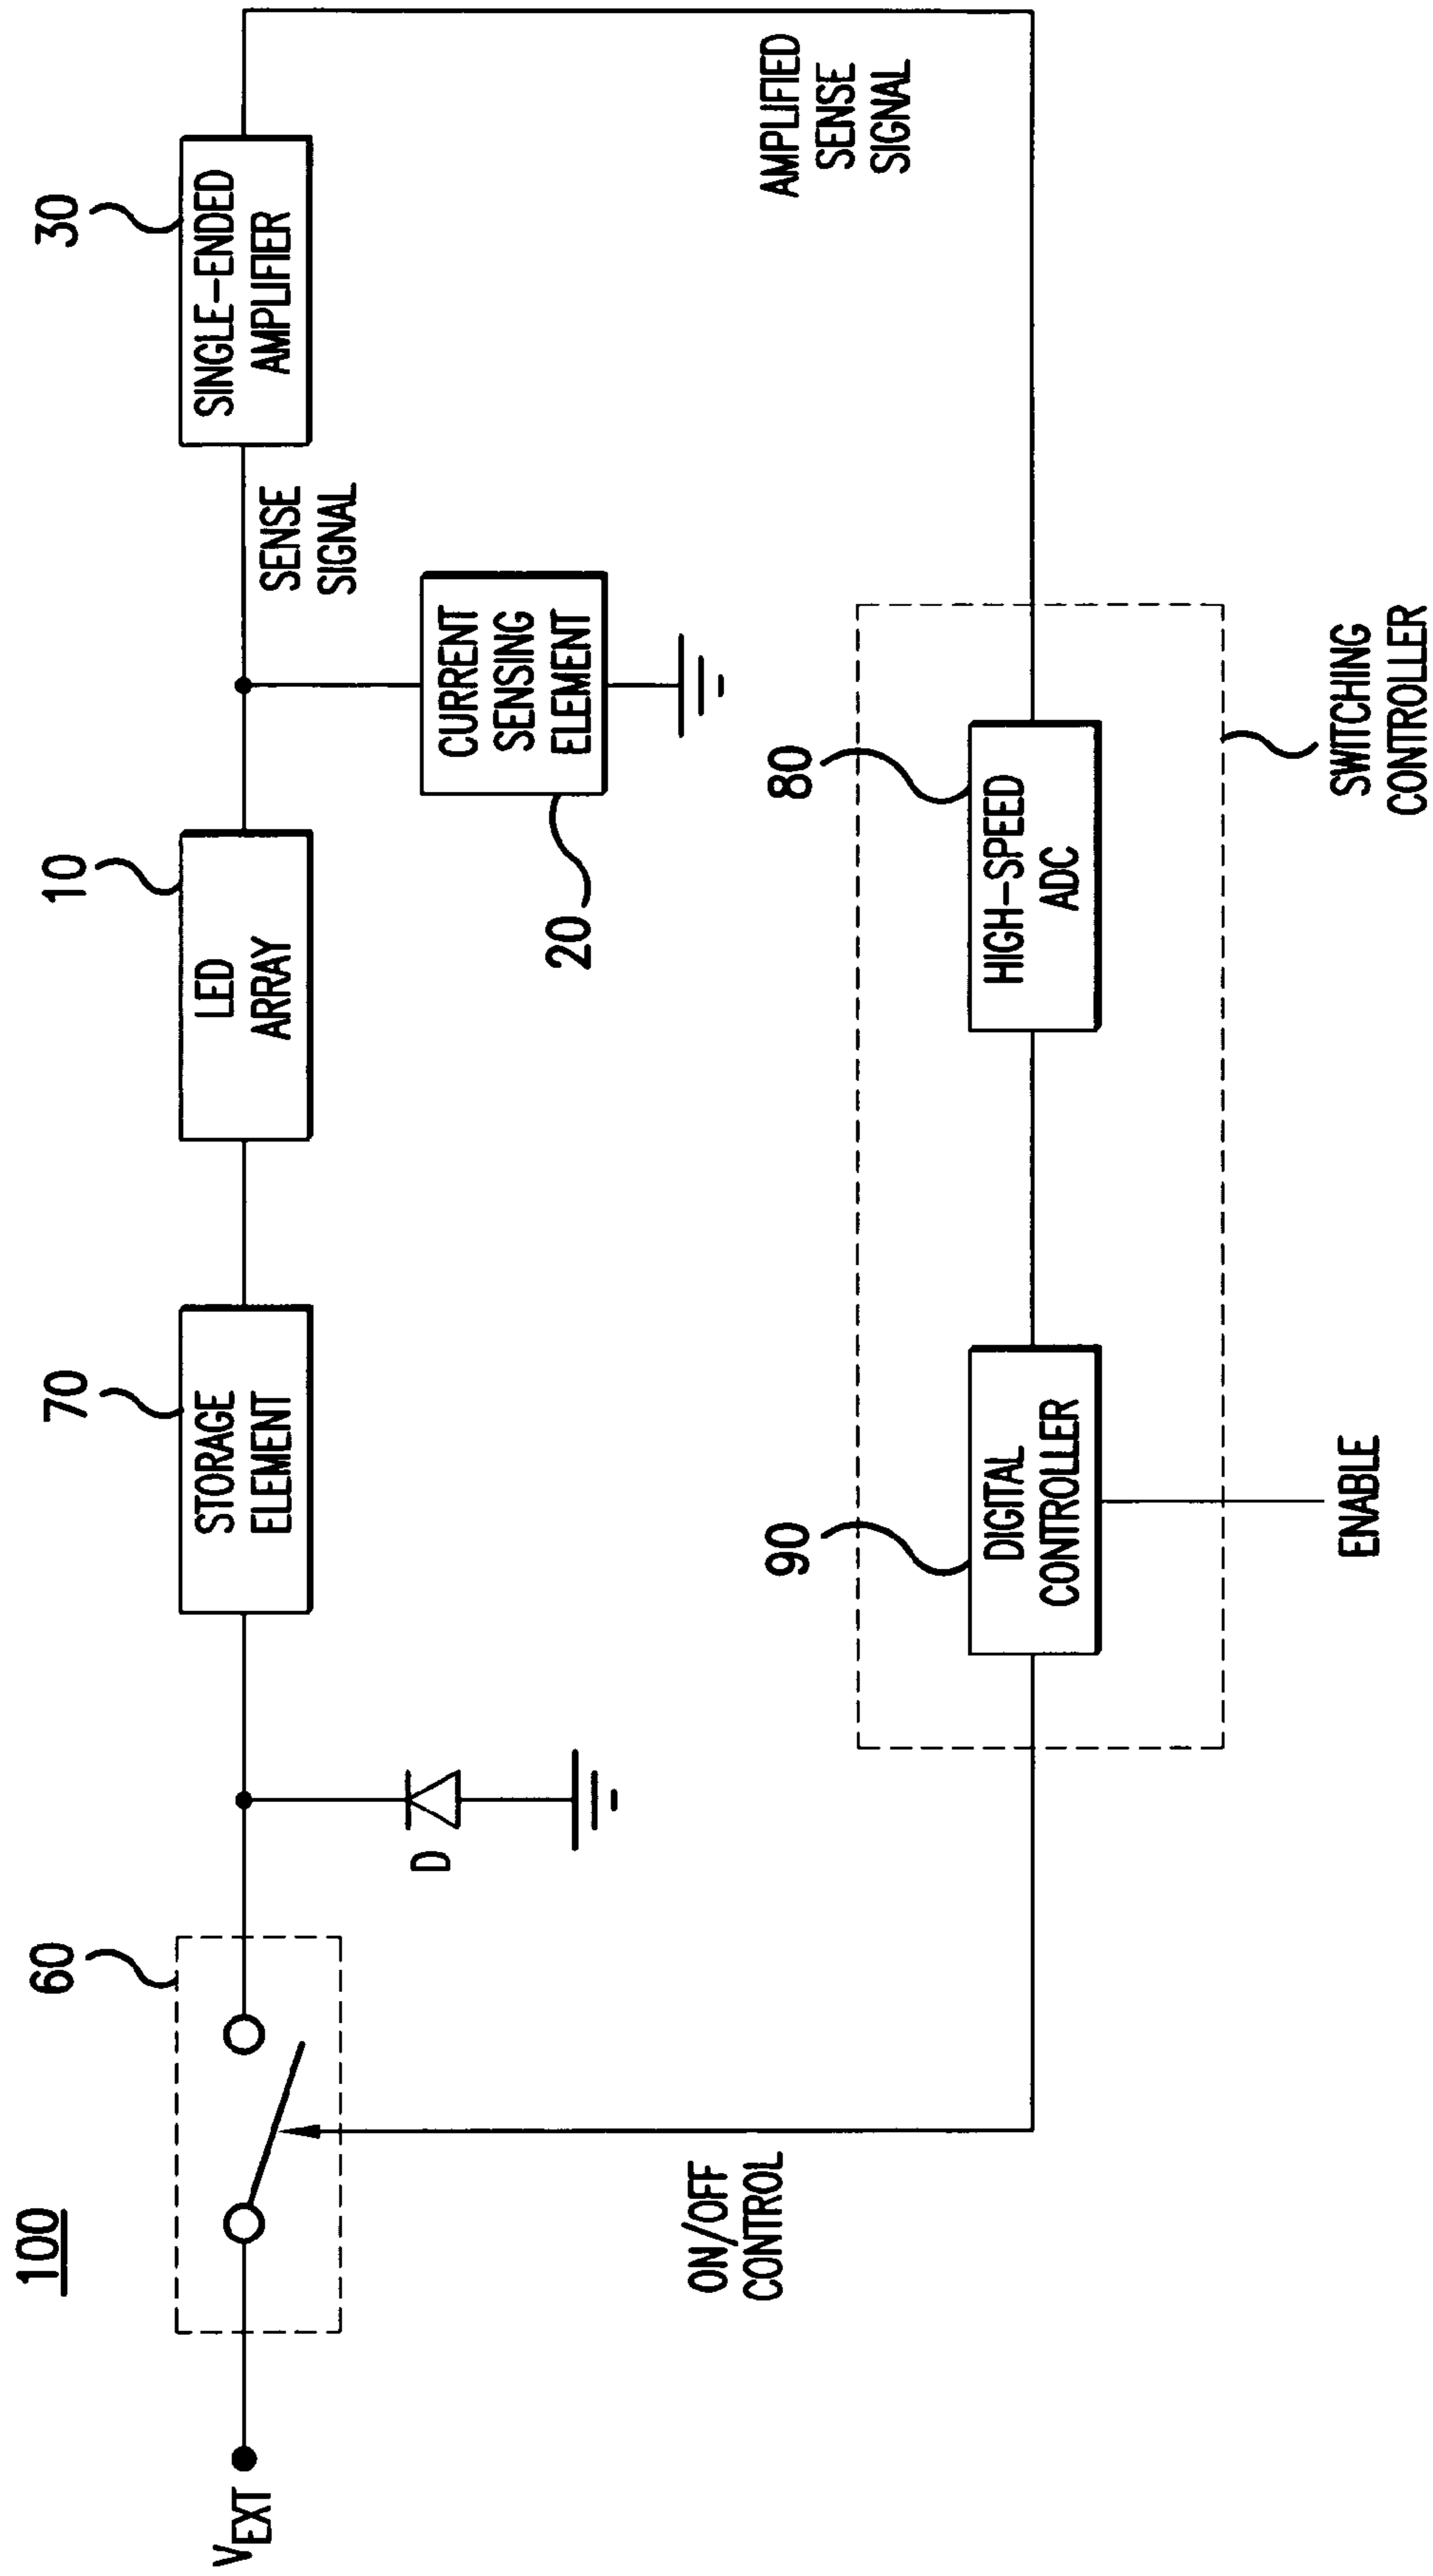 100
60
70
10
30
V EXT
STORAGE
ELEMENT
LED
ARRAY
SINGLE-ENDED
AMPLIFIER
SENSE
SIGNAL
D
CURRENT
SENSING
ELEMENT
20
ON/OFF
CONTROL
AMPLIFIED
SENSE
SIGNAL
90
80
DIGITAL
CONTROLLER
HIGH-SPEED
ADC
ENABLE
SWITCHING
CONTROLLER